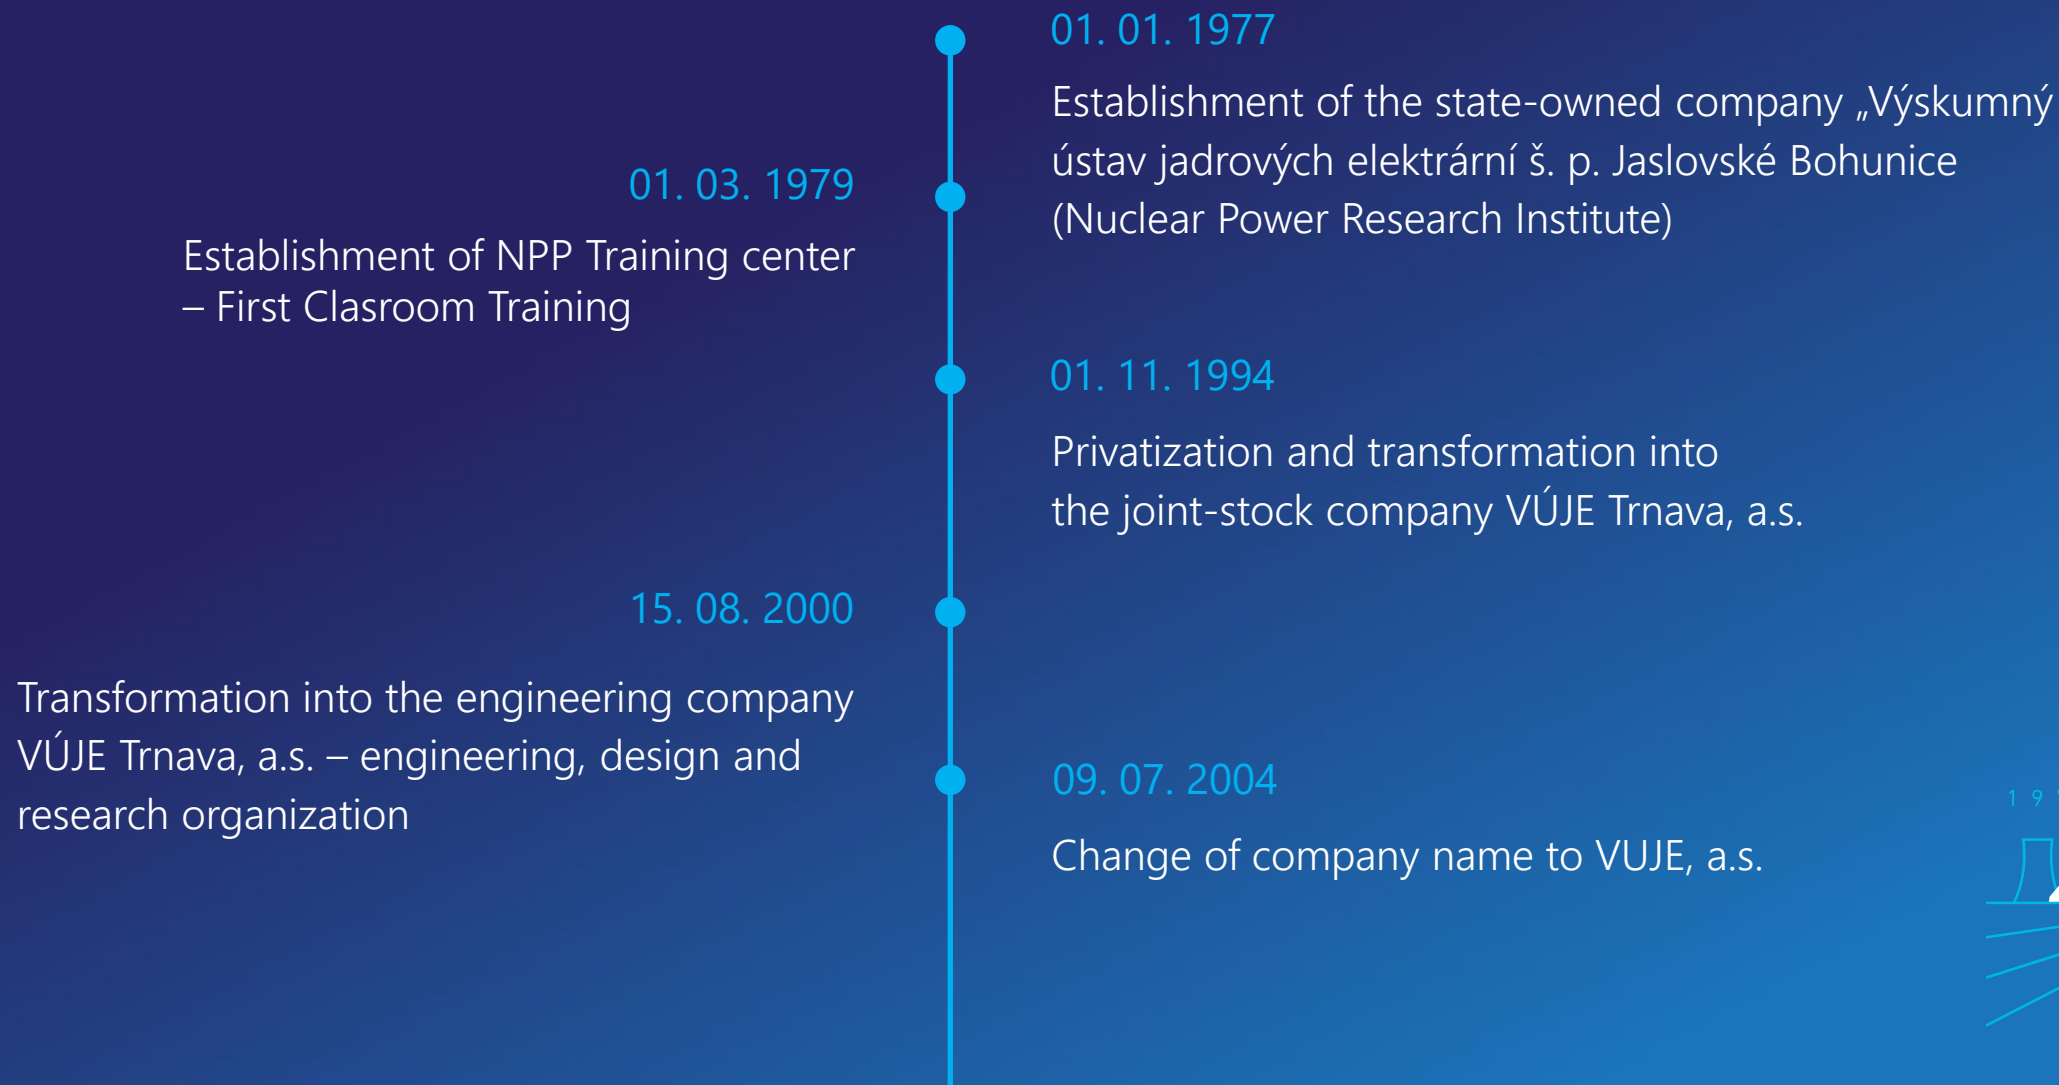 01. 01. 1977
Establishment of the state-owned company „Výskumný
ústav jadrových elektrární š. p. Jaslovské Bohunice
(Nuclear Power Research Institute)
01. 03. 1979
Establishment of NPP Training center
– First Clasroom Training
01. 11. 1994
Privatization and transformation into
the joint-stock company VÚJE Trnava, a.s.
15. 08. 2000
Transformation into the engineering company
VÚJE Trnava, a.s. – engineering, design and
research organization
09. 07. 2004
Change of company name to VUJE, a.s.